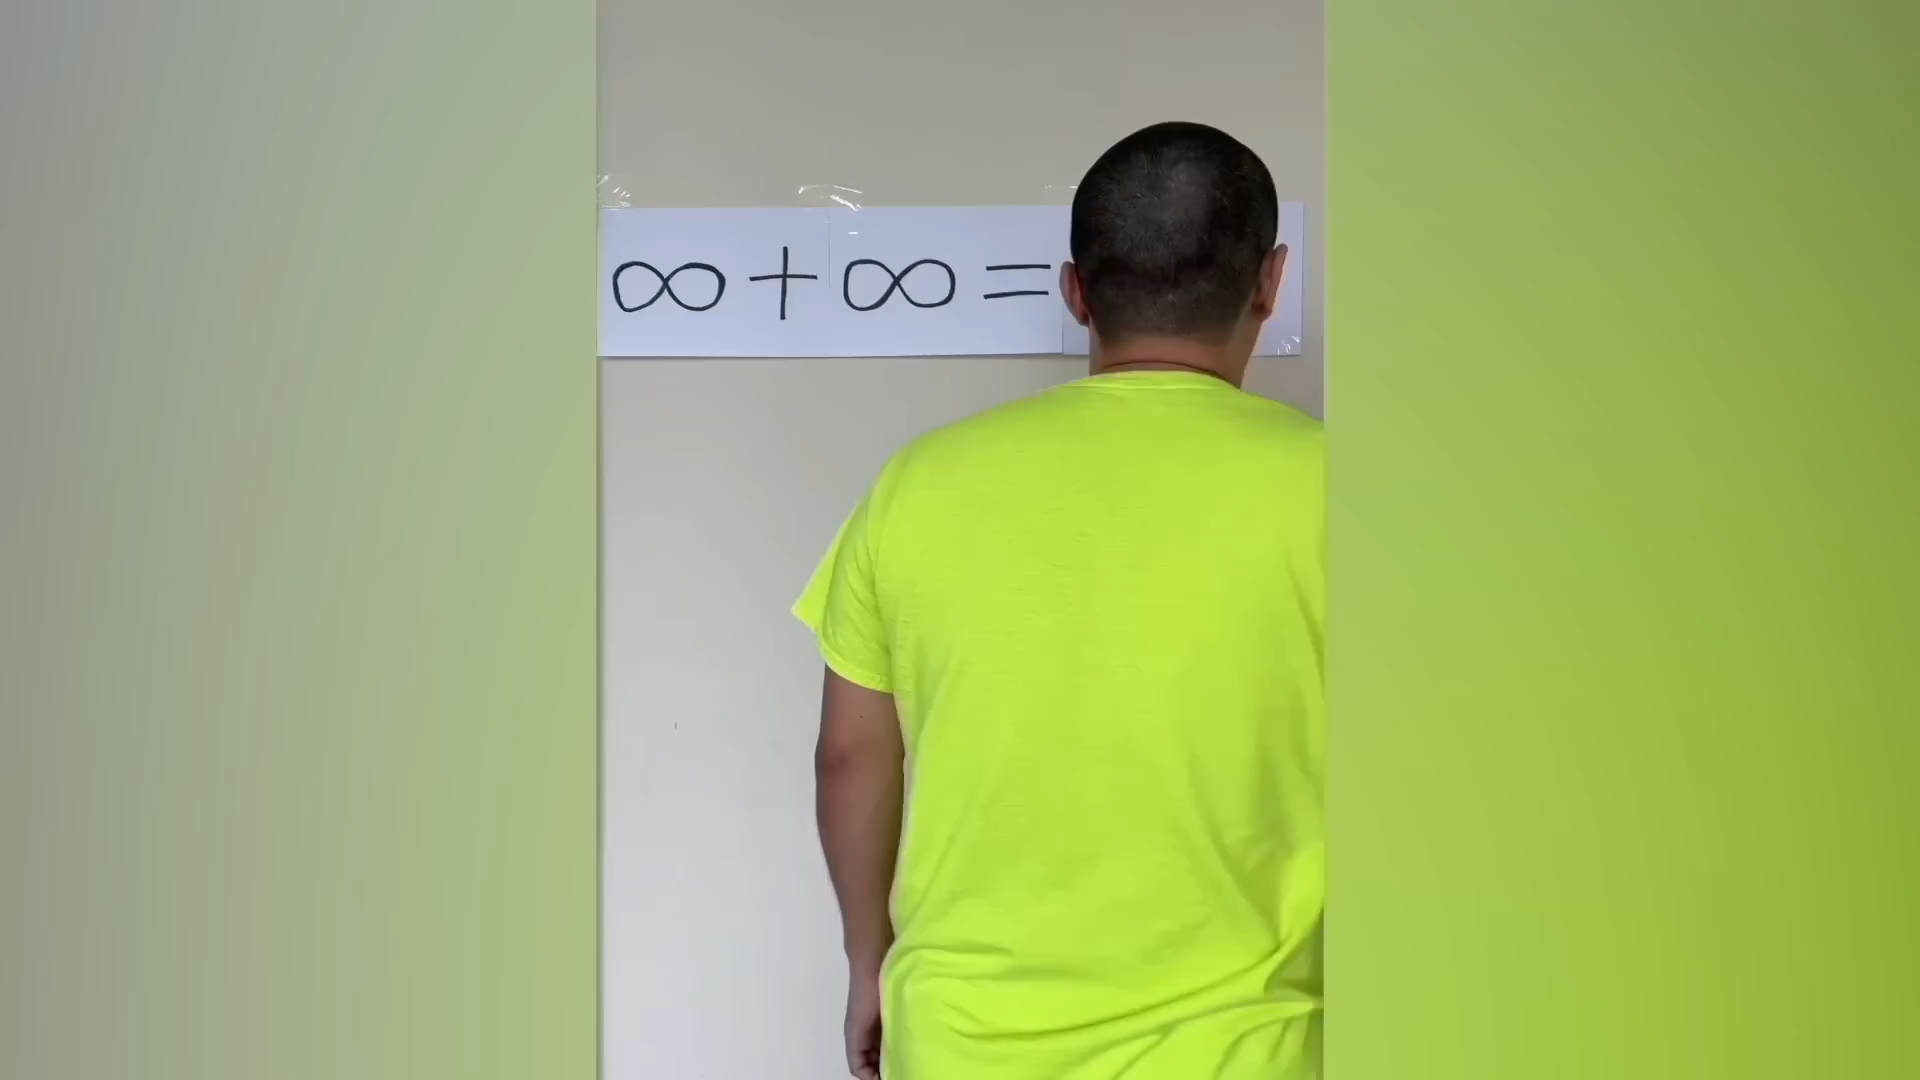 ∞ + ∞ =